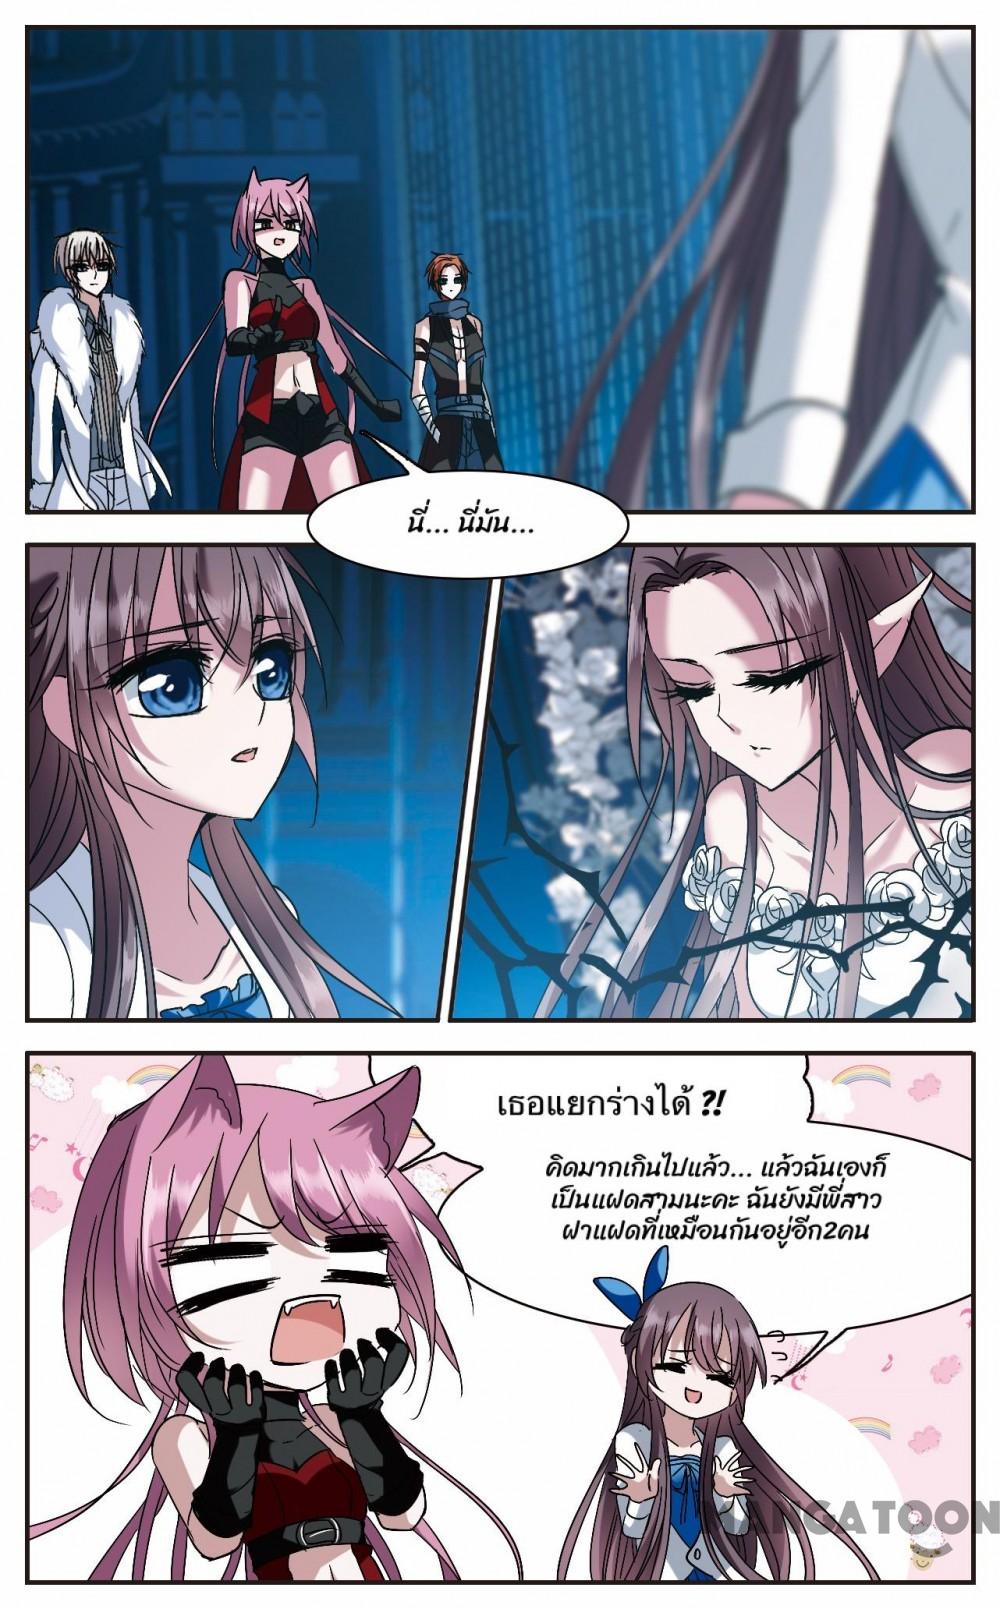 นี่... นี่มัน...
เธอแยกร่างได้ ?!
คิดมากเกินไปแล้ว... แล้วฉันเองก็
เป็นแฝดสามนะคะ ฉันยังมีพี่สาว
ฝาแฝดที่เหมือนกันอยู่อีก2คน
MANGATOON